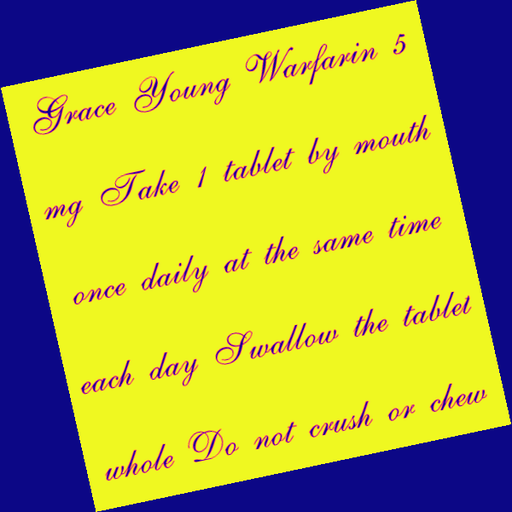 Grace Young Warfarin 5
mg Take 1 tablet by mouth
once daily at the same time
each day Swallow the tablet
whole Do not crush or chew